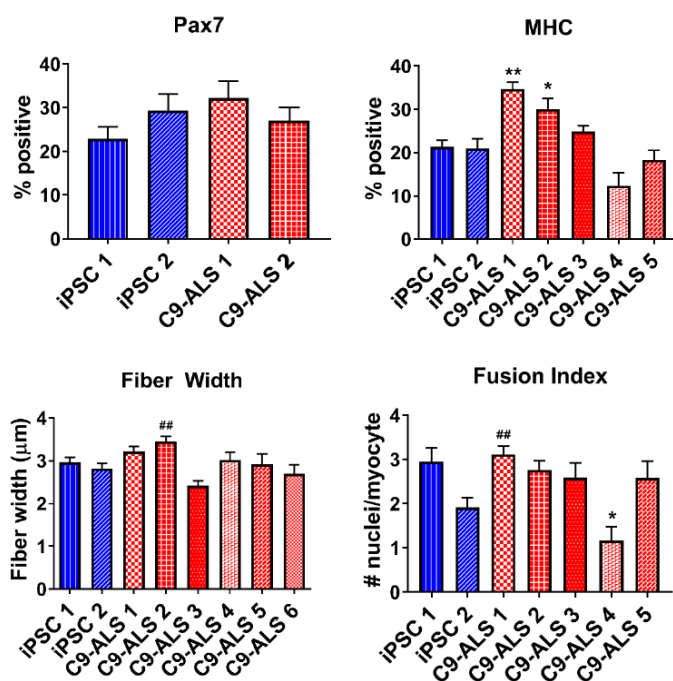 Pax7
% positive
40
30
20
10
0
iPSC 1
iPSC 2
C9-ALS 1
C9-ALS 2
MHC
% positive
40
30
20
10
0
**
*
iPSC 1
iPSC 2
C9-ALS 1
C9-ALS 2
C9-ALS 3
C9-ALS 4
C9-ALS 5
Fiber Width
Fiber width (μm)
4
3
2
1
0
##
iPSC 1
iPSC 2
C9-ALS 1
C9-ALS 2
C9-ALS 3
C9-ALS 4
C9-ALS 5
C9-ALS 6
Fusion Index
# nuclei/myocyte
4
3
2
1
0
##
*
iPSC 1
iPSC 2
C9-ALS 1
C9-ALS 2
C9-ALS 3
C9-ALS 4
C9-ALS 5